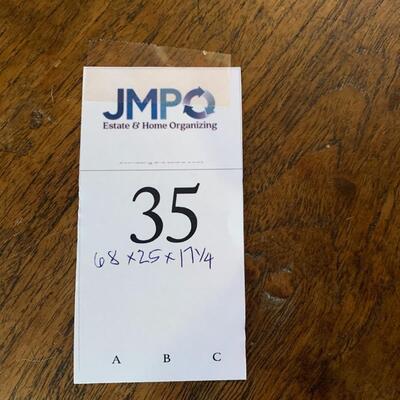 JMPO
Estate & Home Organizing
35
68 x 25 x 17 1/4
A B C